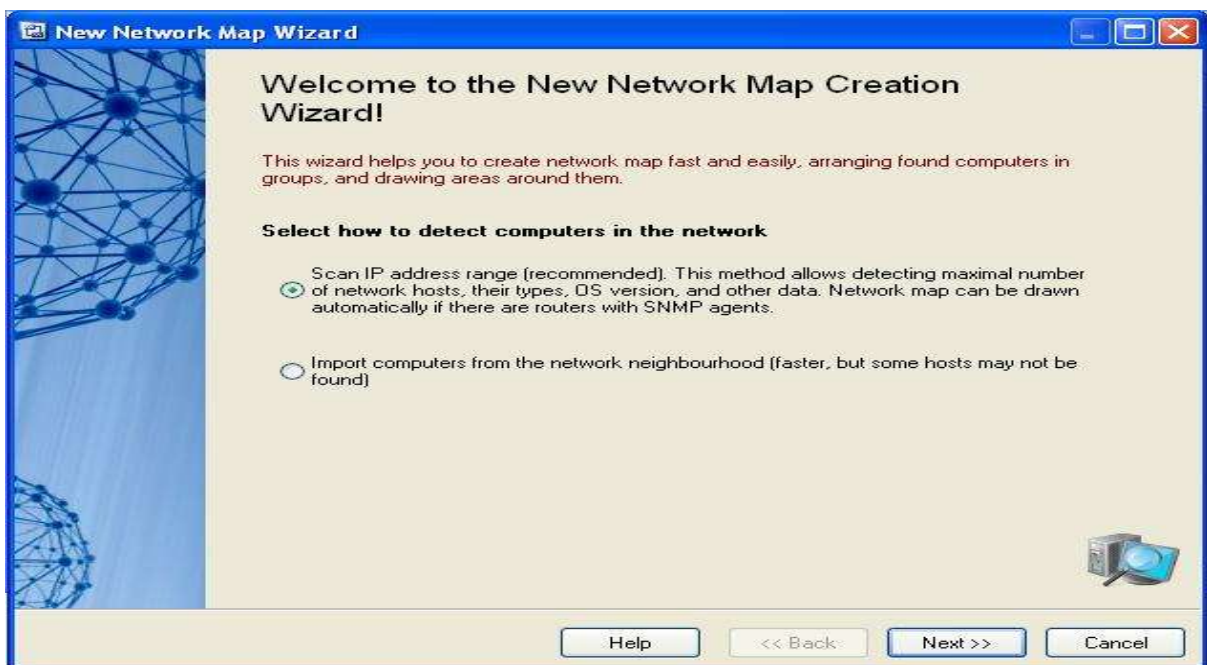 New Network Map Wizard
Welcome to the New Network Map Creation
Wizard!
This wizard helps you to create network map fast and easily, arranging found computers in
groups, and drawing areas around them.
Select how to detect computers in the network
Scan IP address range (recommended). This method allows detecting maximal number
of network hosts, their types, OS version, and other data. Network map can be drawn
automatically if there are routers with SNMP agents.
Import computers from the network neighbourhood (faster, but some hosts may not be
found)
Help
<< Back
Next >>
Cancel